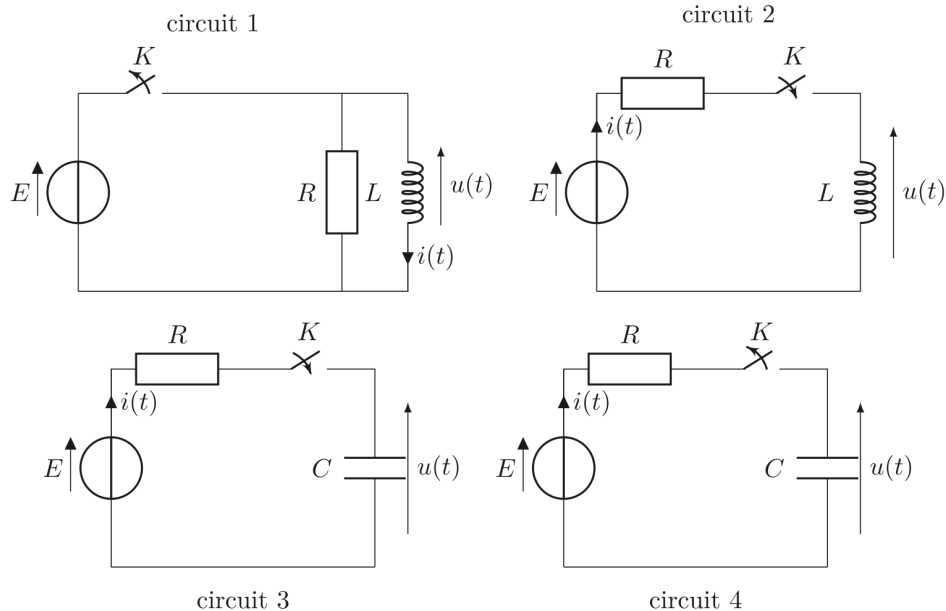 circuit 1
K
E
R
L
u(t)
i(t)
circuit 2
R
K
i(t)
E
L
u(t)
R
K
i(t)
E
C
u(t)
circuit 3
R
K
i(t)
E
C
u(t)
circuit 4